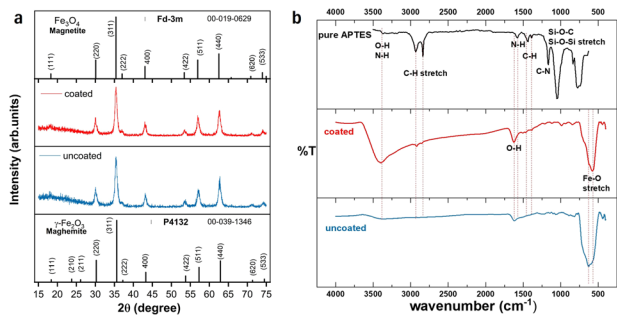 a
Fe₃O₄
Magnetite
Fd-3m
00-019-0629
(111)
(220)
(311)
(222)
(400)
(422)
(511)
(440)
(620)
(533)
coated
uncoated
γ-Fe₂O₃
Maghemite
P4132
00-039-1346
(111)
(210)
(211)
(220)
(311)
(222)
(400)
(422)
(511)
(440)
(621)
(533)
Intensity (arb.units)
15 20 25 30 35 40 45 50 55 60 65 70 75
2θ (degree)
b
4000 3500 3000 2500 2000 1500 1000 500
pure APTES
O-H
N-H
C-H stretch
N-H
C-H
C-N
Si-O-C
Si-O-Si stretch
coated
O-H
Fe-O
stretch
%T
uncoated
4000 3500 3000 2500 2000 1500 1000 500
wavenumber (cm⁻¹)